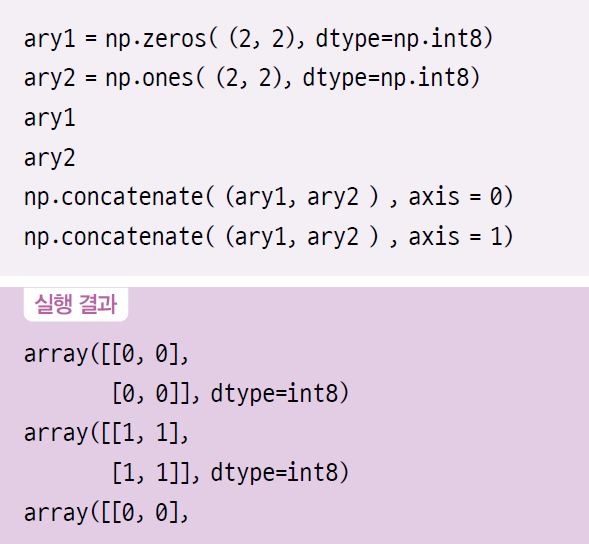 ary1 = np.zeros( (2, 2), dtype=np.int8)
ary2 = np.ones( (2, 2), dtype=np.int8)
ary1
ary2
np.concatenate( (ary1, ary2 ) , axis = 0)
np.concatenate( (ary1, ary2 ) , axis = 1)
실행 결과
array([[0, 0],
[0, 0]], dtype=int8)
array([[1, 1],
[1, 1]], dtype=int8)
array([[0, 0],